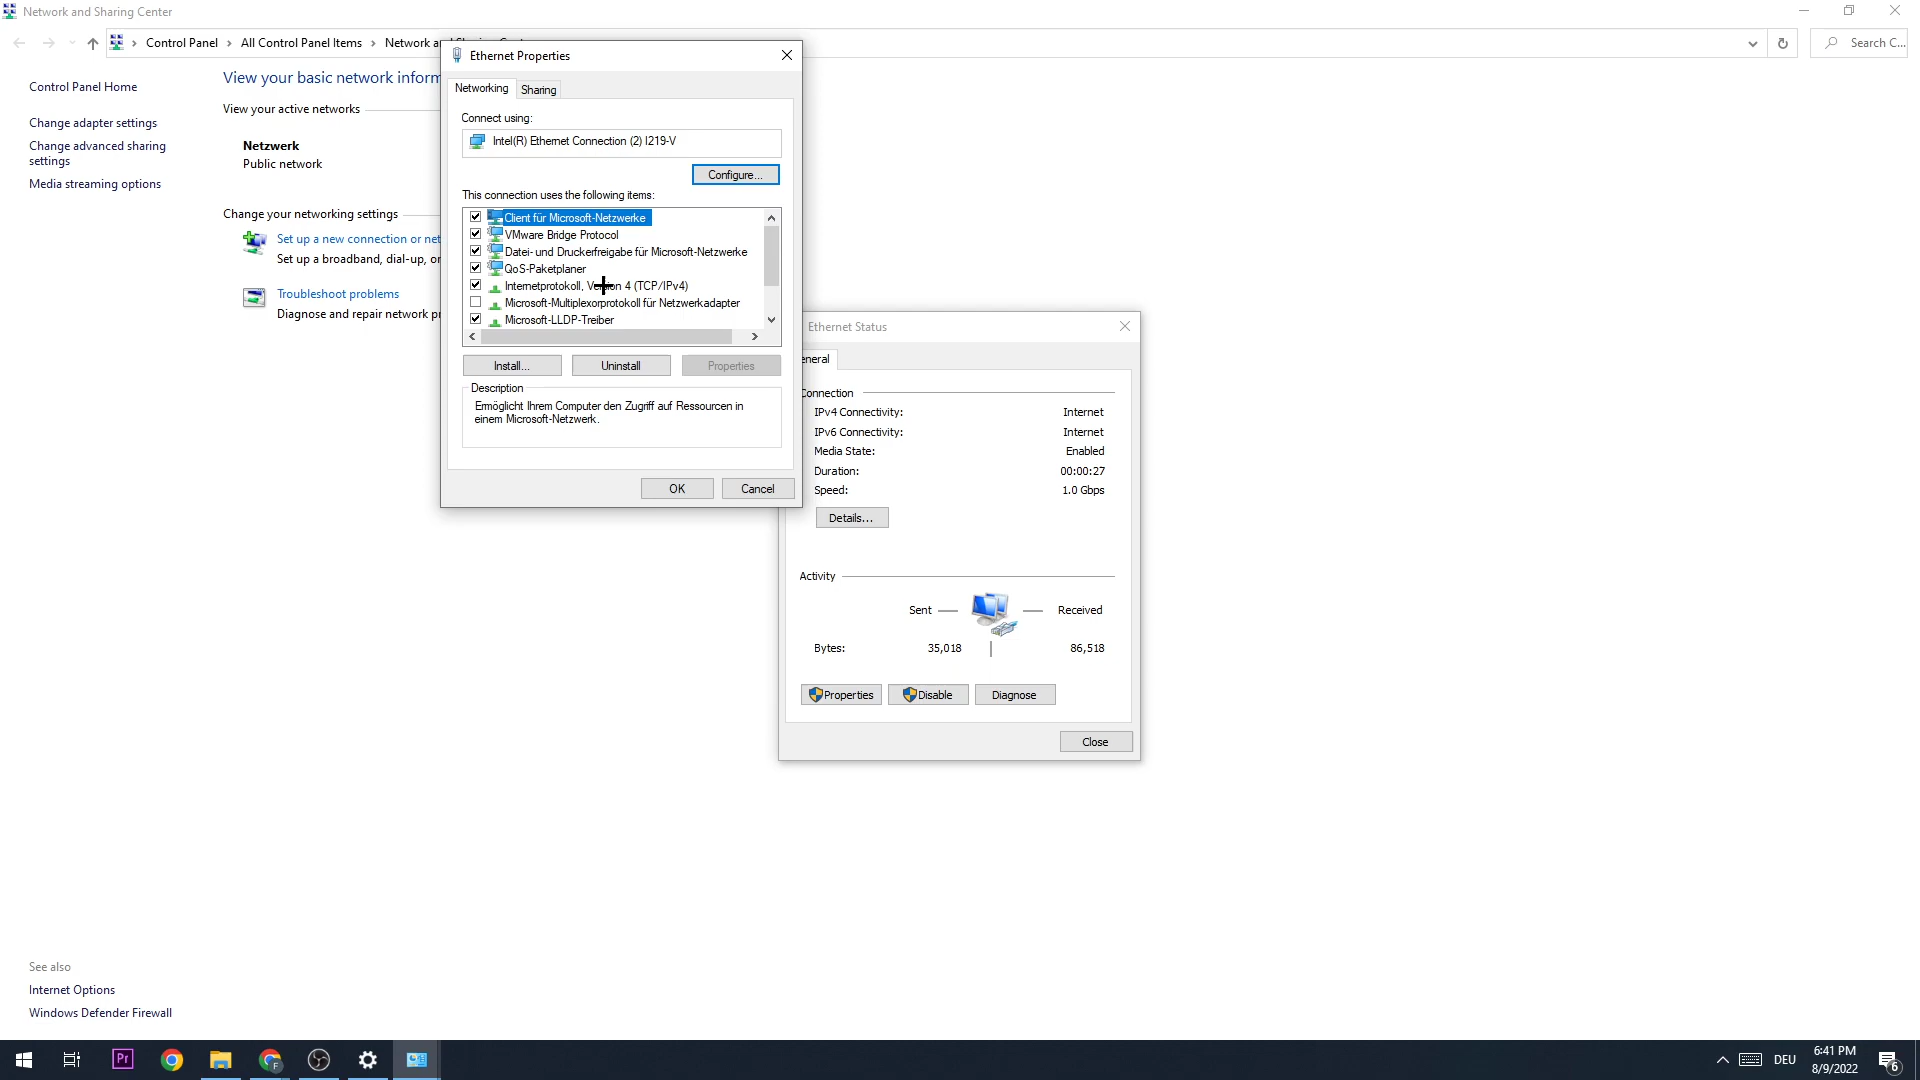 Network and Sharing Center
Control Panel
All Control Panel Items
Search C...
Control Panel Home
Change adapter settings
Change advanced sharing
settings
Media streaming options
View your basic network inform
View your active networks
Netzwerk
Public network
Change your networking settings
Set up a new connection or net
Set up a broadband, dial-up, or
Troubleshoot problems
Diagnose and repair network pr
Ethernet Properties
Networking
Sharing
Connect using:
Intel(R) Ethernet Connection (2) I219-V
Configure...
This connection uses the following items:
Client für Microsoft-Netzwerke
VMware Bridge Protocol
Datei- und Druckerfreigabe für Microsoft-Netzwerke
QoS-Paketplaner
Internetprotokoll, Version 4 (TCP/IPv4)
Microsoft-Multiplexorprotokoll für Netzwerkadapter
Microsoft-LLDP-Treiber
Install...
Uninstall
Properties
Description
Ermöglicht Ihrem Computer den Zugriff auf Ressourcen in
einem Microsoft-Netzwerk.
OK
Cancel
Ethernet Status
eneral
Connection
IPv4 Connectivity: Internet
IPv6 Connectivity: Internet
Media State: Enabled
Duration: 00:00:27
Speed: 1.0 Gbps
Details...
Activity
Sent
Received
Bytes: 35,018 86,518
Properties
Disable
Diagnose
Close
See also
Internet Options
Windows Defender Firewall
Pr
F
DEU
6:41 PM
8/9/2022
6